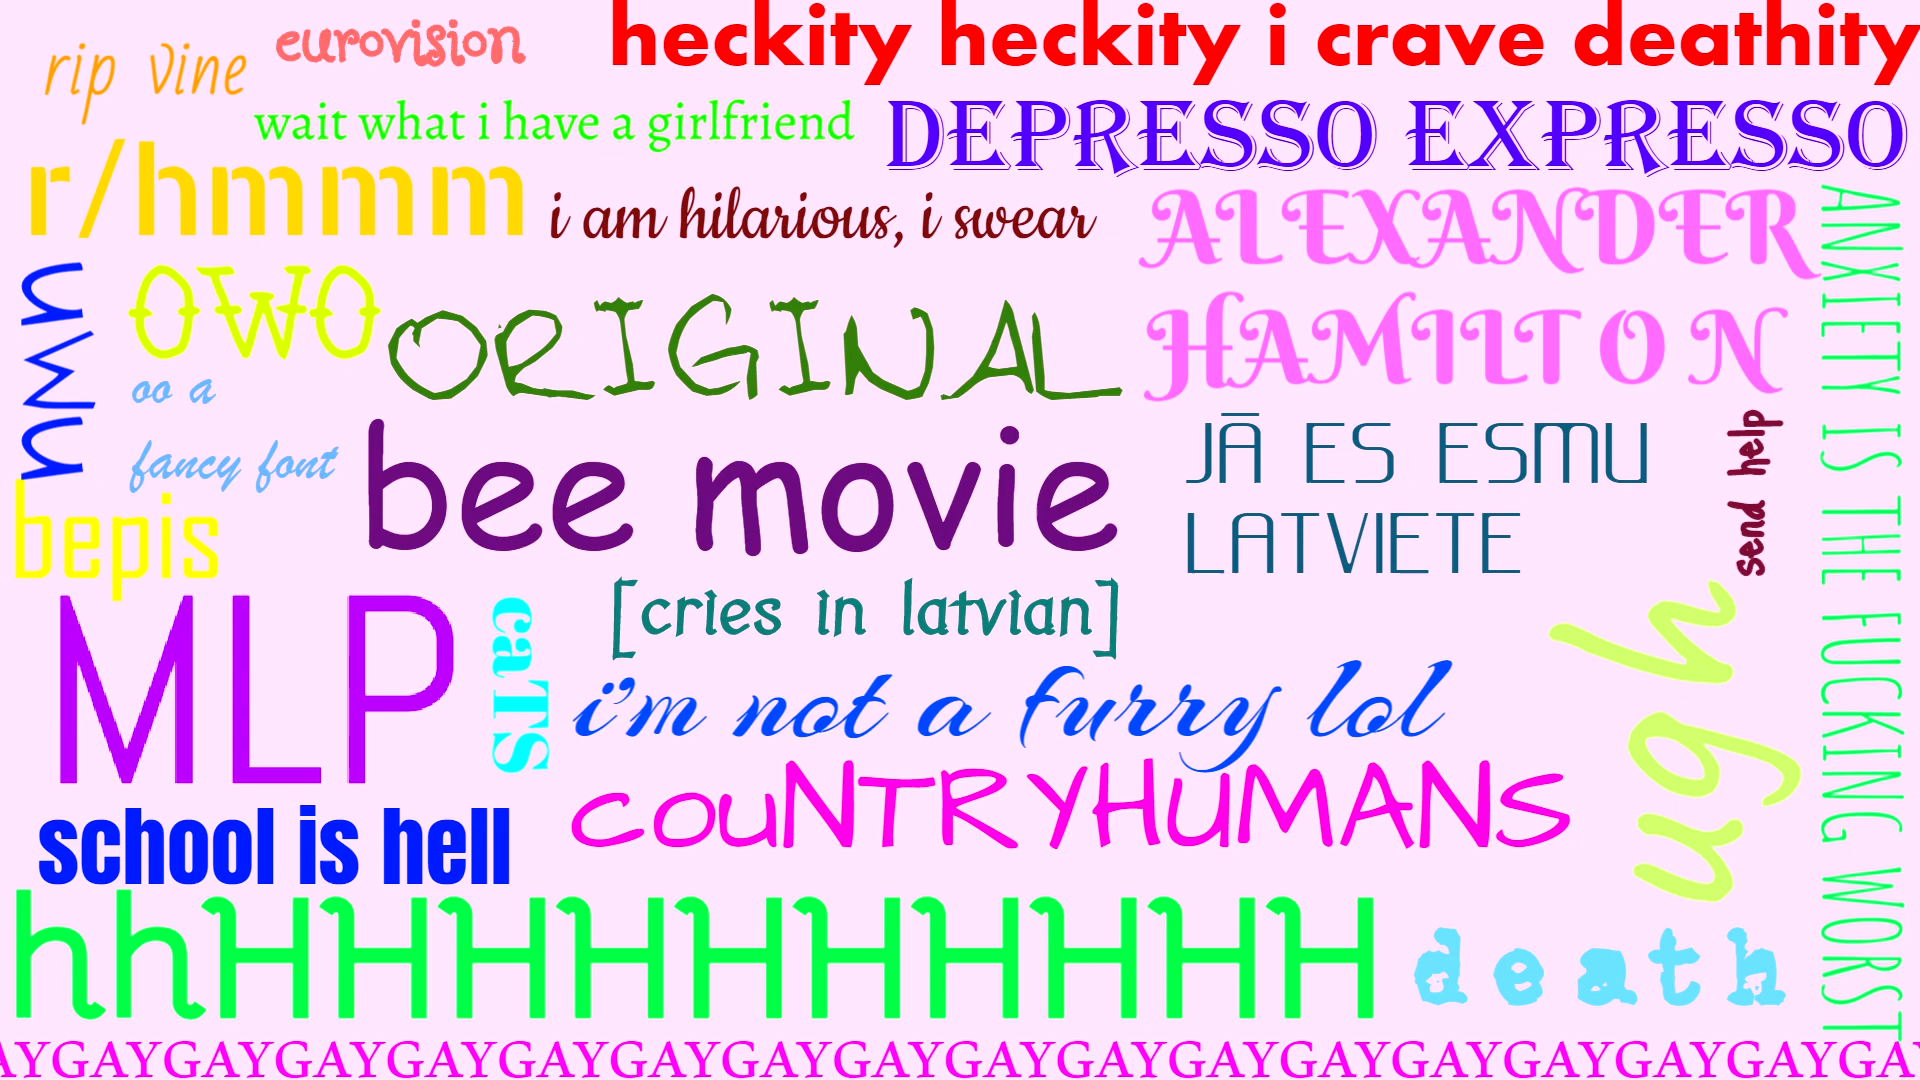 rip vine
eurovision
heckity heckity i crave deathity
wait what i have a girlfriend
DEPRESSO EXPRESSO
r/hmmm
i am hilarious, i swear
ALEXANDER
HAMILTON
ANXIETY IS THE FUCKING WORST
uwu
OWO
ORIGINAL
oo a
fancy font
bee movie
JĀ ES ESMU
LATVIETE
send help
bepis
[cries in latvian]
MLP
caTS
i'm not a furry lol
ugh
couNTRYHUMANS
school is hell
hhHHHHHHHHHH
death
AYGAYGAYGAYGAYGAYGAYGAYGAYGAYGAYGAYGAYGAYGAYGAYGAYGAY